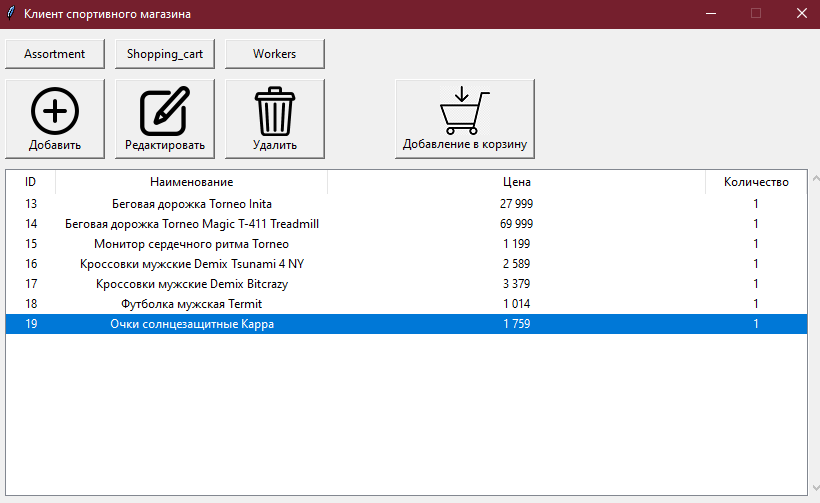 Клиент спортивного магазина
Assortment Shopping_cart Workers
Добавить Редактировать Удалить Добавление в корзину
ID Наименование Цена Количество
13 Беговая дорожка Torneo Inita 27 999 1
14 Беговая дорожка Torneo Magic T-411 Treadmill 69 999 1
15 Монитор сердечного ритма Torneo 1 199 1
16 Кроссовки мужские Demix Tsunami 4 NY 2 589 1
17 Кроссовки мужские Demix Bitcrazy 3 379 1
18 Футболка мужская Termit 1 014 1
19 Очки солнцезащитные Kappa 1 759 1